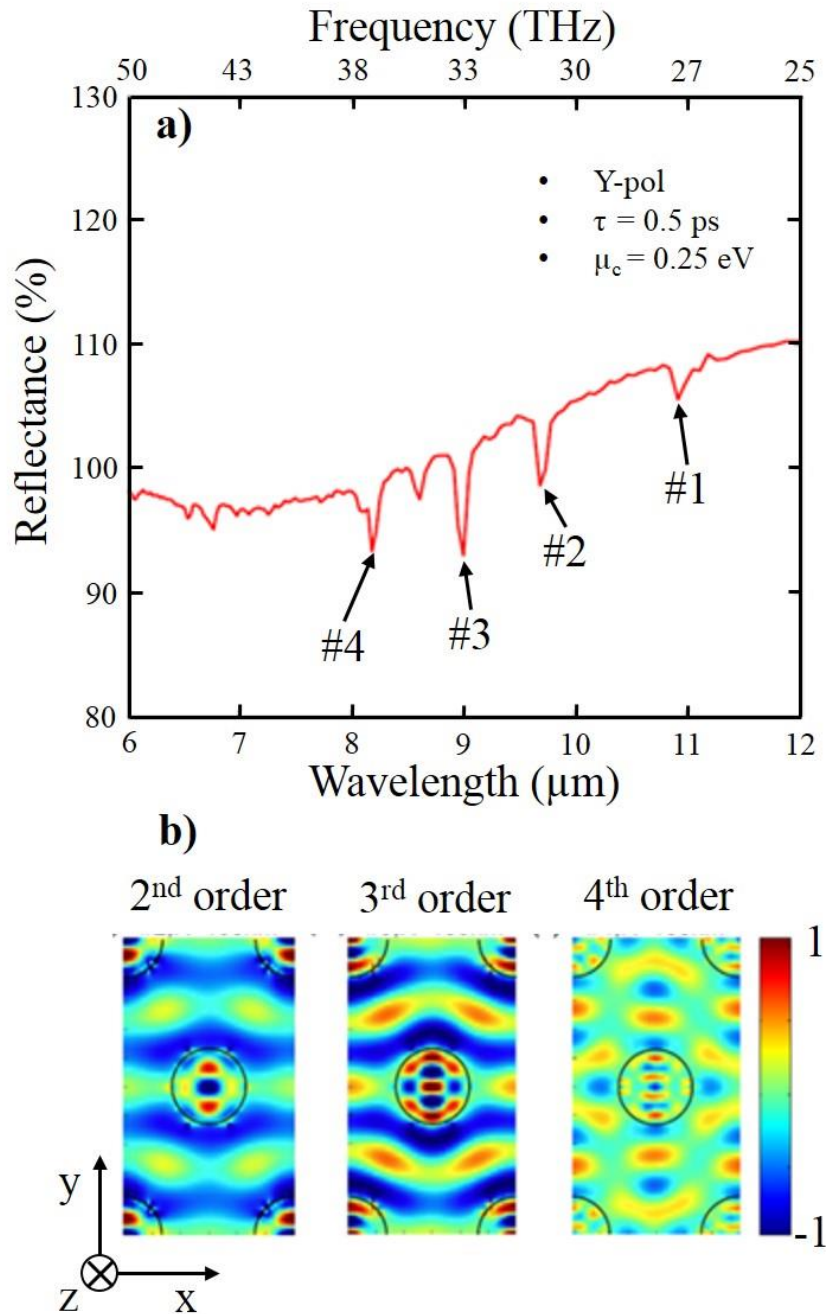 Frequency (THz)
50 43 38 33 30 27 25
130
a)
• Y-pol
• τ = 0.5 ps
• μc = 0.25 eV
120
110
100
90
80
Reflectance (%)
#1
#2
#3
#4
6 7 8 9 10 11 12
Wavelength (µm)
b)
2nd order 3rd order 4th order
1
-1
y
z x